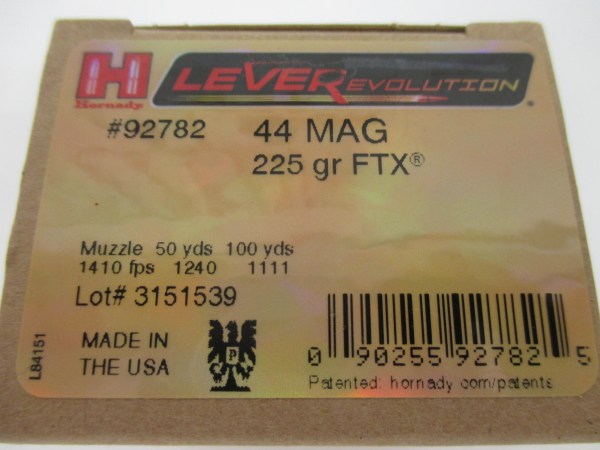 H LEVERevolution
Hornady
#92782 44 MAG
225 gr FTX®
Muzzle 50 yds 100 yds
1410 fps 1240 1111
Lot# 3151539
MADE IN
THE USA
P
L84151
0 90255 92782 5
Patented: hornady.com/patents